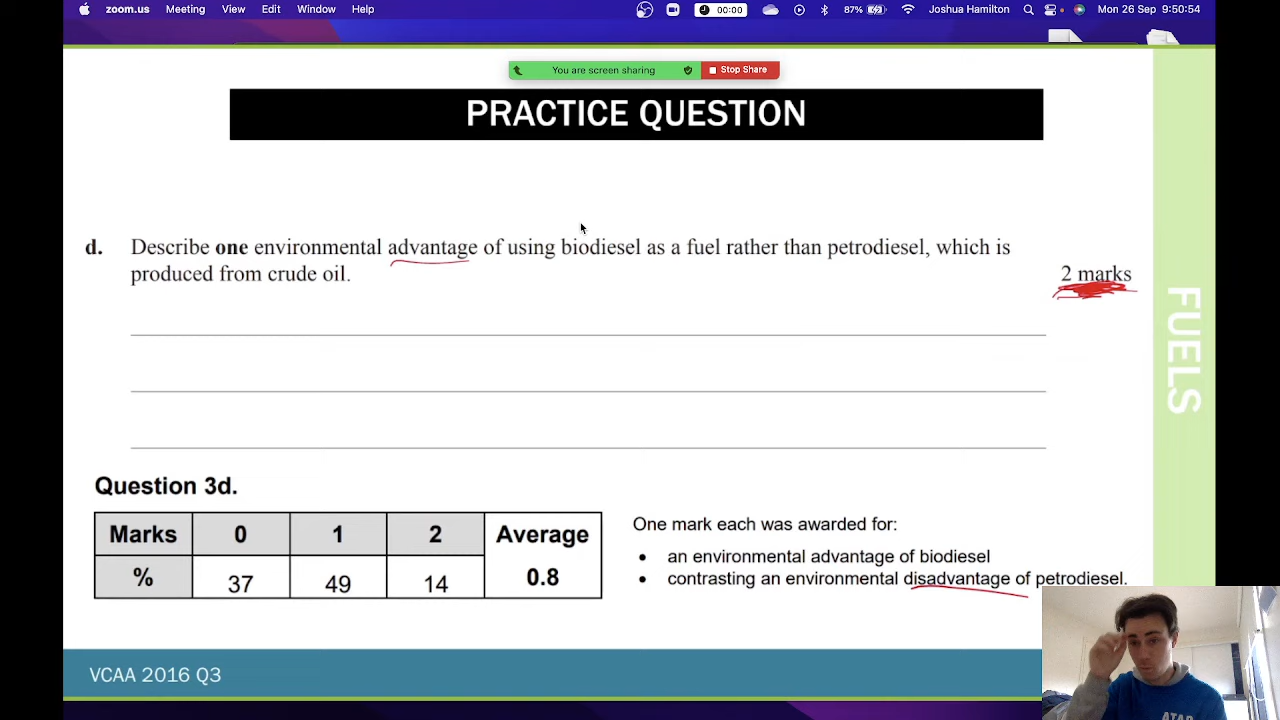 zoom.us Meeting View Edit Window Help 00:00 87% Joshua Hamilton Mon 26 Sep 9:50:54
You are screen sharing Stop Share
PRACTICE QUESTION
d. Describe one environmental advantage of using biodiesel as a fuel rather than petrodiesel, which is
produced from crude oil.
2 marks
FUELS
Question 3d.
Marks 0 1 2 Average
% 37 49 14 0.8
One mark each was awarded for:
• an environmental advantage of biodiesel
• contrasting an environmental disadvantage of petrodiesel.
VCAA 2016 Q3
ATAR